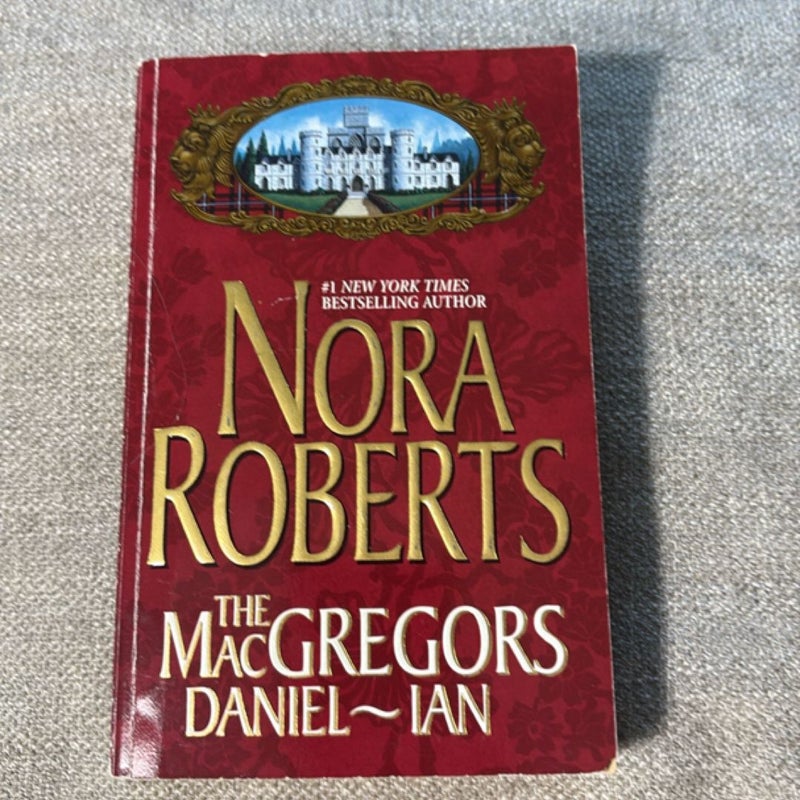 #1 NEW YORK TIMES
BESTSELLING AUTHOR
NORA
ROBERTS
THE
MACGREGORS
DANIEL~IAN